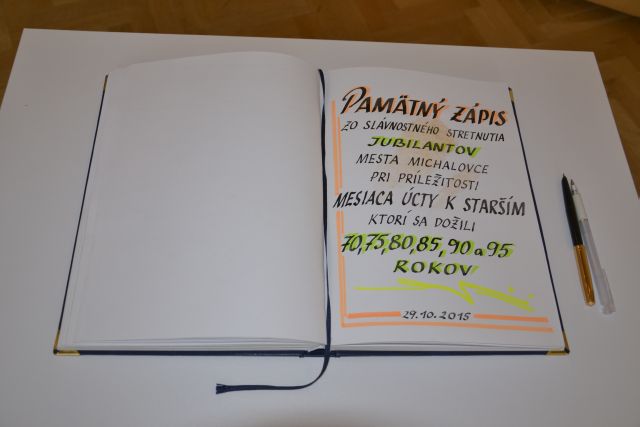 PAMÄTNÝ ZÁPIS
ZO SLÁVNOSTNÉHO STRETNUTIA
JUBILANTOV
MESTA MICHALOVCE
PRI PRÍLEŽITOSTI
MESIACA ÚCTY K STARŠÍM
KTORÍ SA DOŽILI
70,75,80,85,90 a 95
ROKOV
29.10.2015